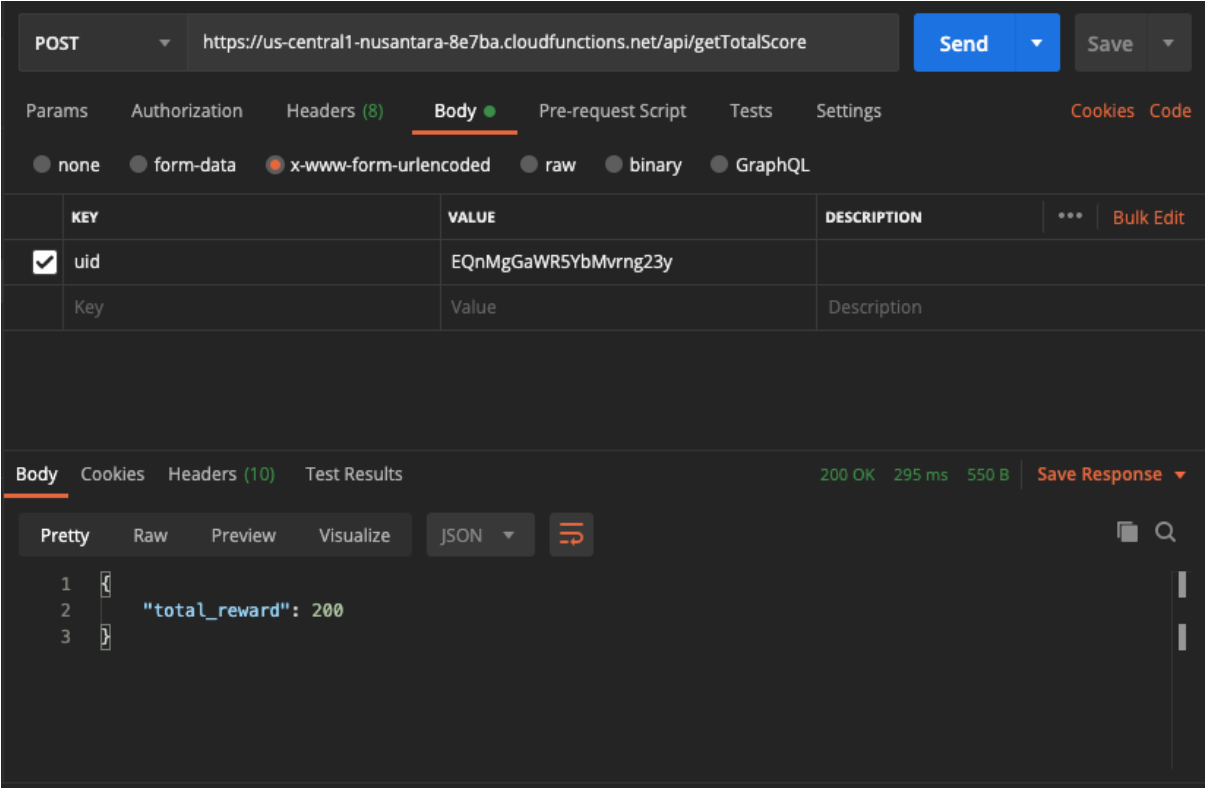 POST https://us-central1-nusantara-8e7ba.cloudfunctions.net/api/getTotalScore Send Save
Params Authorization Headers (8) Body Pre-request Script Tests Settings Cookies Code
none form-data x-www-form-urlencoded raw binary GraphQL
KEY VALUE DESCRIPTION ••• Bulk Edit
uid EQnMgGaWR5YbMvrng23y
Key Value Description
Body Cookies Headers (10) Test Results 200 OK 295 ms 550 B Save Response
Pretty Raw Preview Visualize JSON
1 {
2 "total_reward": 200
3 }